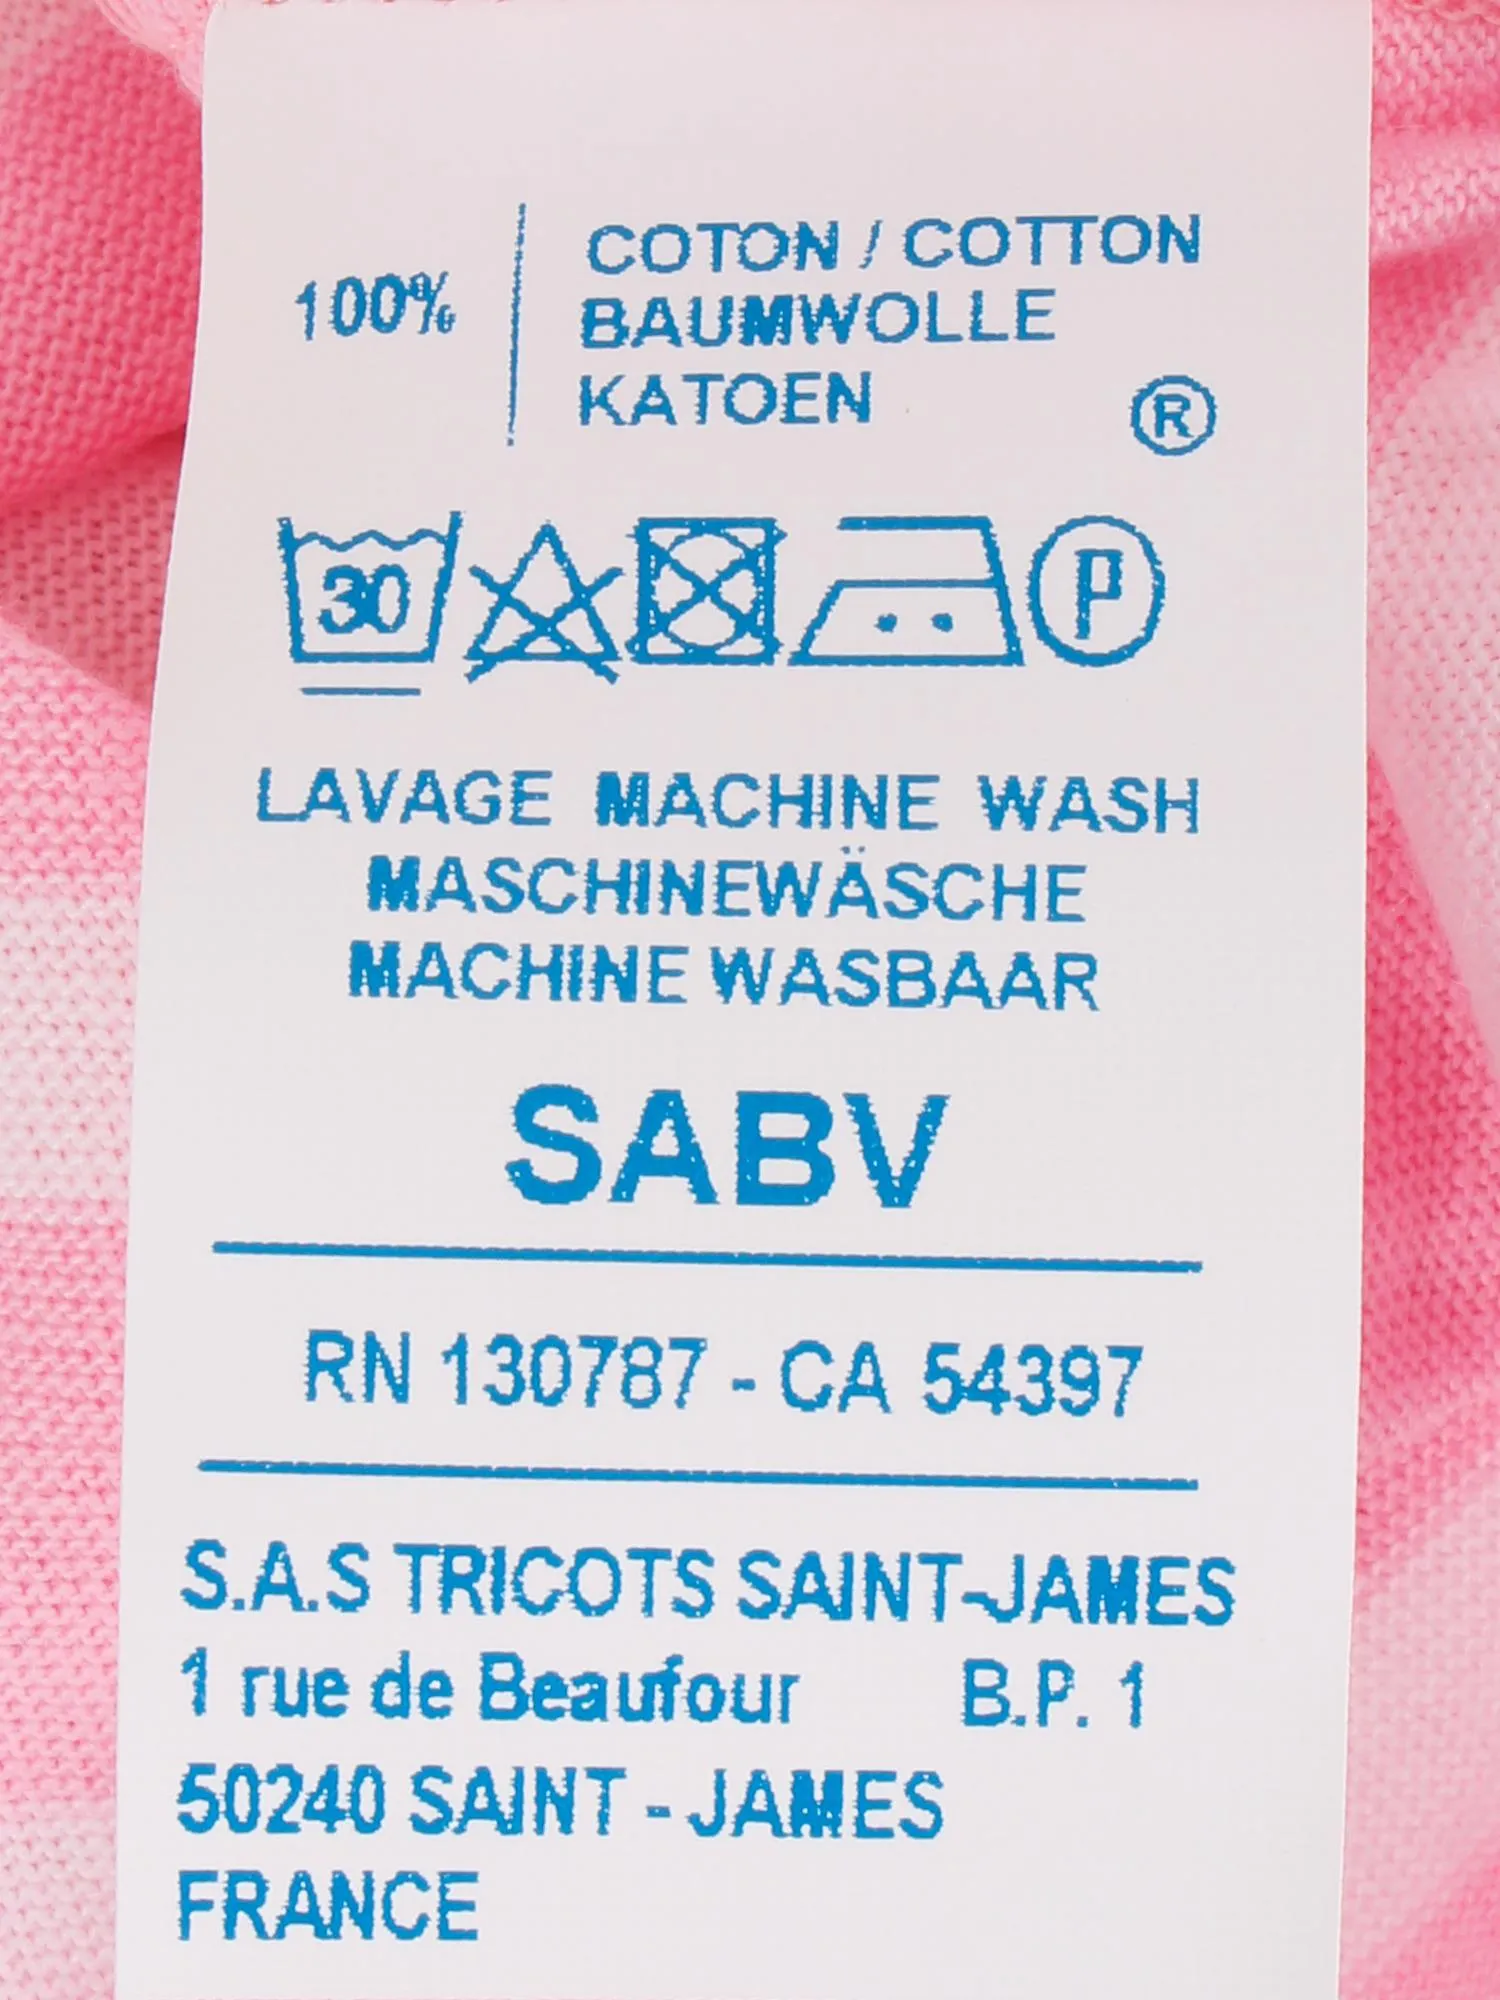 100% COTON / COTTON
BAUMWOLLE
KATOEN
®
30 P
LAVAGE MACHINE WASH
MASCHINEWÄSCHE
MACHINE WASBAAR
SABV
RN 130787 - CA 54397
S.A.S TRICOTS SAINT-JAMES
1 rue de Beaufour B.P. 1
50240 SAINT - JAMES
FRANCE